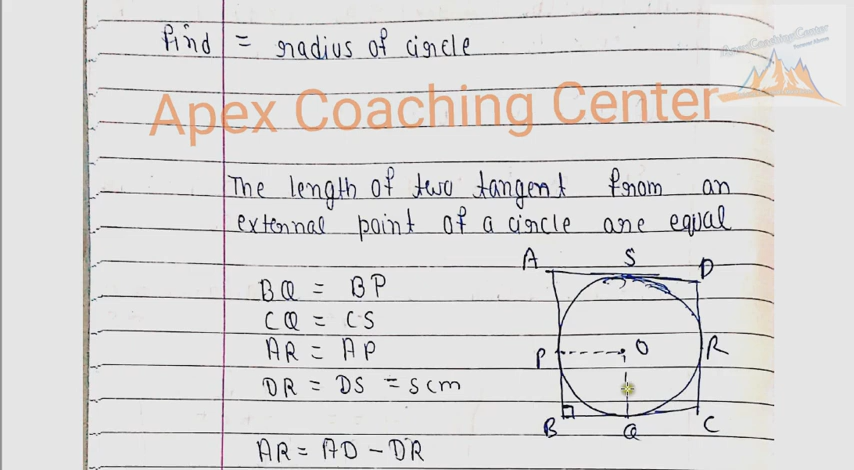 Find = radius of circle
ApexCoachingCenter
Apex Coaching Center
The length of two tangent from an
external point of a circle are equal
A S D
BQ = BP
CQ = CS
AR = AP
P O R
DR = DS = 5cm
B Q C
AR = AD - DR